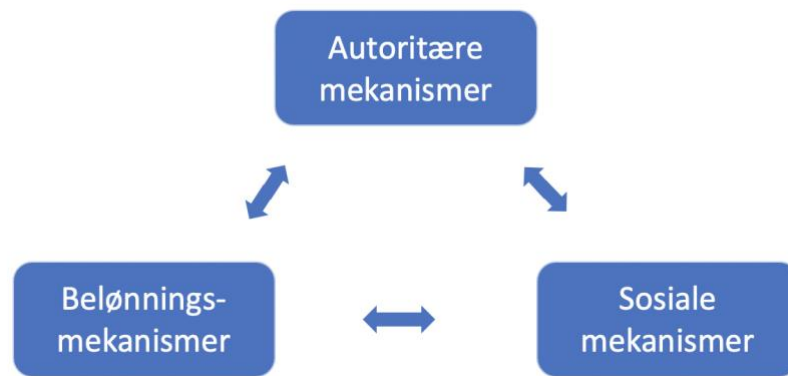 Autoritære
mekanismer
Belønnings-
mekanismer
Sosiale
mekanismer